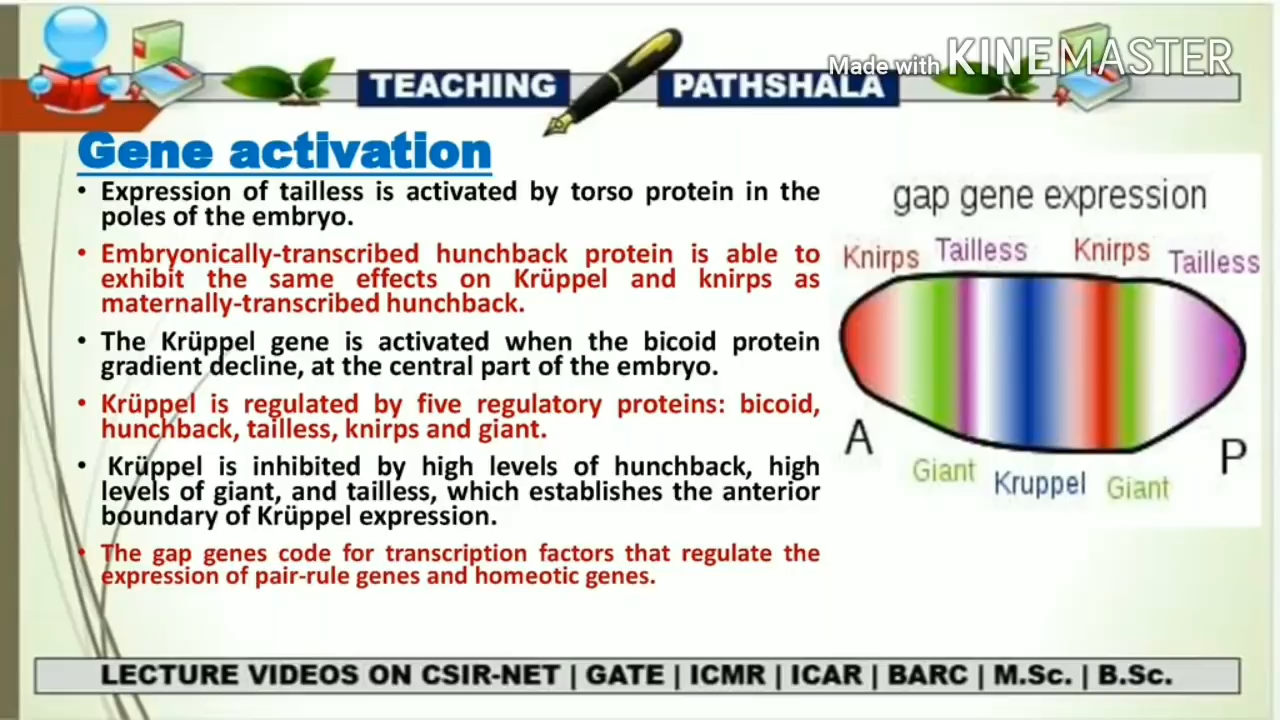 Made with KINEMASTER
TEACHING PATHSHALA
Gene activation
• Expression of tailless is activated by torso protein in the
poles of the embryo.
• Embryonically-transcribed hunchback protein is able to
exhibit the same effects on Krüppel and knirps as
maternally-transcribed hunchback.
• The Krüppel gene is activated when the bicoid protein
gradient decline, at the central part of the embryo.
• Krüppel is regulated by five regulatory proteins: bicoid,
hunchback, tailless, knirps and giant.
• Krüppel is inhibited by high levels of hunchback, high
levels of giant, and tailless, which establishes the anterior
boundary of Krüppel expression.
• The gap genes code for transcription factors that regulate the
expression of pair-rule genes and homeotic genes.
gap gene expression
Knirps Tailless Knirps Tailless
A P
Giant Kruppel Giant
LECTURE VIDEOS ON CSIR-NET | GATE | ICMR | ICAR | BARC | M.Sc. | B.Sc.